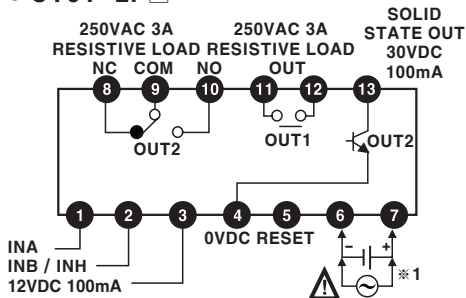 250VAC 3A 250VAC 3A SOLID
RESISTIVE LOAD RESISTIVE LOAD STATE OUT
NC COM NO OUT 30VDC
100mA
8 9 10 11 12 13
OUT2 OUT1 OUT2
1 2 3 4 5 6 7
0VDC RESET
INA
INB / INH
12VDC 100mA
- +
※1